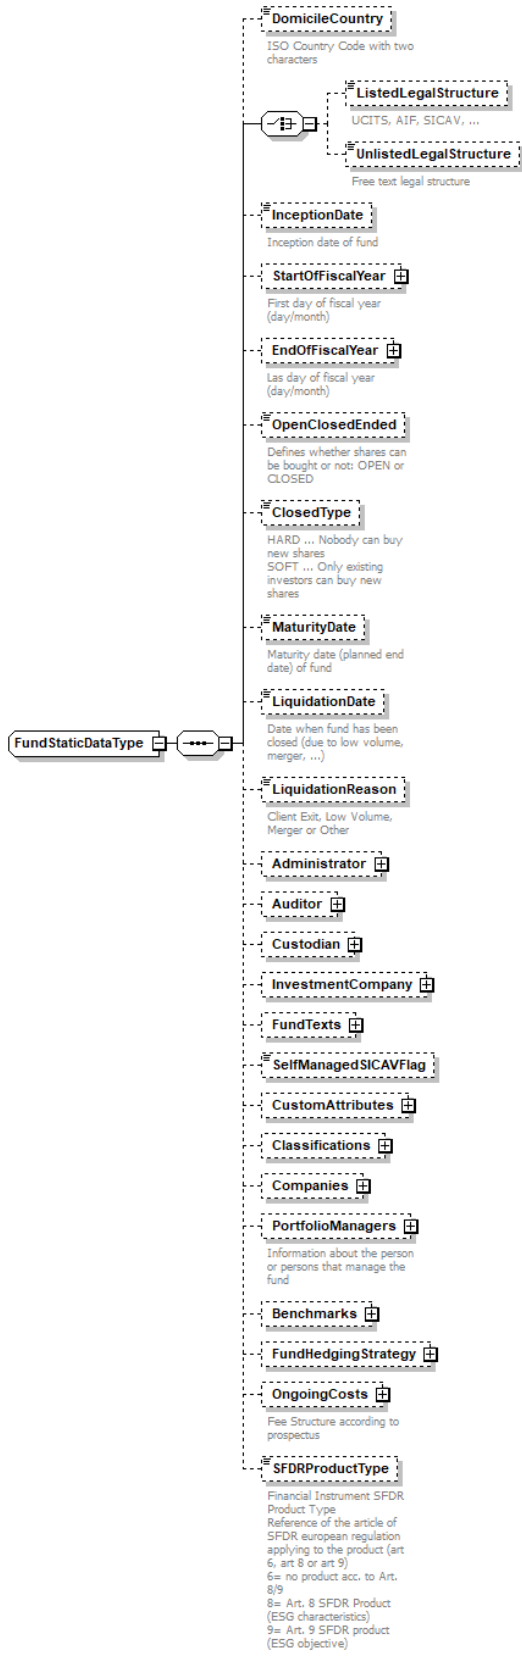 DomicileCountry
ISO Country Code with two
characters
ListedLegalStructure
UCITS, AIF, SICAV, ...
UnlistedLegalStructure
Free text legal structure
InceptionDate
Inception date of fund
StartOfFiscalYear
First day of fiscal year
(day/month)
EndOfFiscalYear
Las day of fiscal year
(day/month)
OpenClosedEnded
Defines whether shares can
be bought or not: OPEN or
CLOSED
ClosedType
HARD ... Nobody can buy
new shares
SOFT ... Only existing
investors can buy new
shares
MaturityDate
Maturity date (planned end
date) of fund
LiquidationDate
Date when fund has been
closed (due to low volume,
merger, ...)
FundStaticDataType
LiquidationReason
Client Exit, Low Volume,
Merger or Other
Administrator
Auditor
Custodian
InvestmentCompany
FundTexts
SelfManagedSICAVFlag
CustomAttributes
Classifications
Companies
PortfolioManagers
Information about the person
or persons that manage the
fund
Benchmarks
FundHedgingStrategy
OngoingCosts
Fee Structure according to
prospectus
SFDRProductType
Financial Instrument SFDR
Product Type
Reference of the article of
SFDR european regulation
applying to the product (art
6, art 8 or art 9)
6= no product acc. to Art.
8/9
8= Art. 8 SFDR Product
(ESG characteristics)
9= Art. 9 SFDR product
(ESG objective)